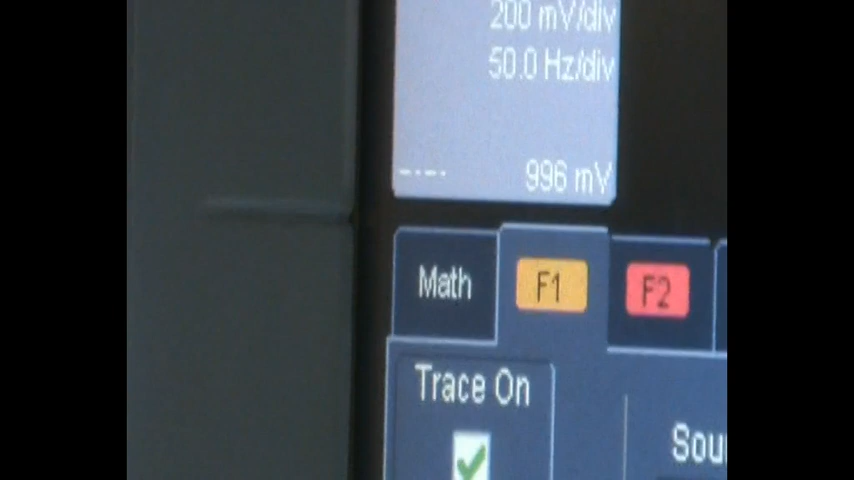 200 mV/div
50.0 Hz/div
996 mV
Math
F1
F2
Trace On
Sou